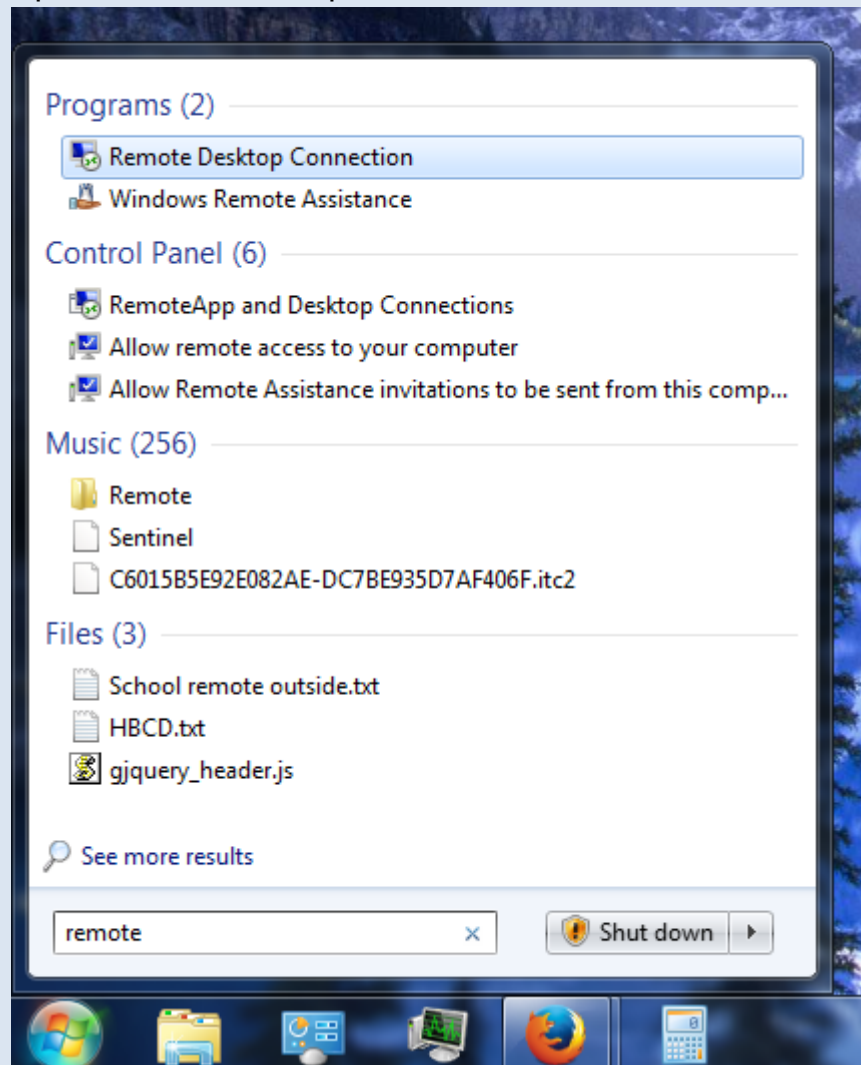 Programs (2)
Remote Desktop Connection
Windows Remote Assistance
Control Panel (6)
RemoteApp and Desktop Connections
Allow remote access to your computer
Allow Remote Assistance invitations to be sent from this comp...
Music (256)
Remote
Sentinel
C6015B5E92E082AE-DC7BE935D7AF406F.itc2
Files (3)
School remote outside.txt
HBCD.txt
gjquery_header.js
See more results
remote
Shut down